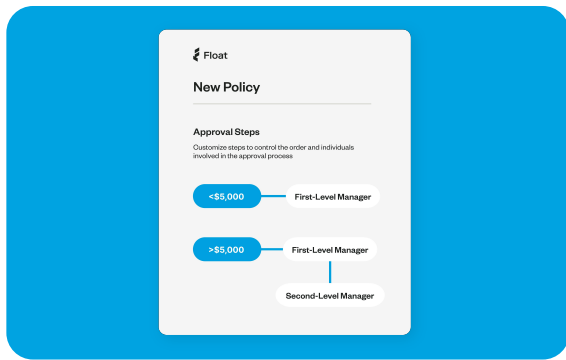 Float
New Policy
Approval Steps
Customize steps to control the order and individuals
involved in the approval process
<$5,000
First-Level Manager
>$5,000
First-Level Manager
Second-Level Manager